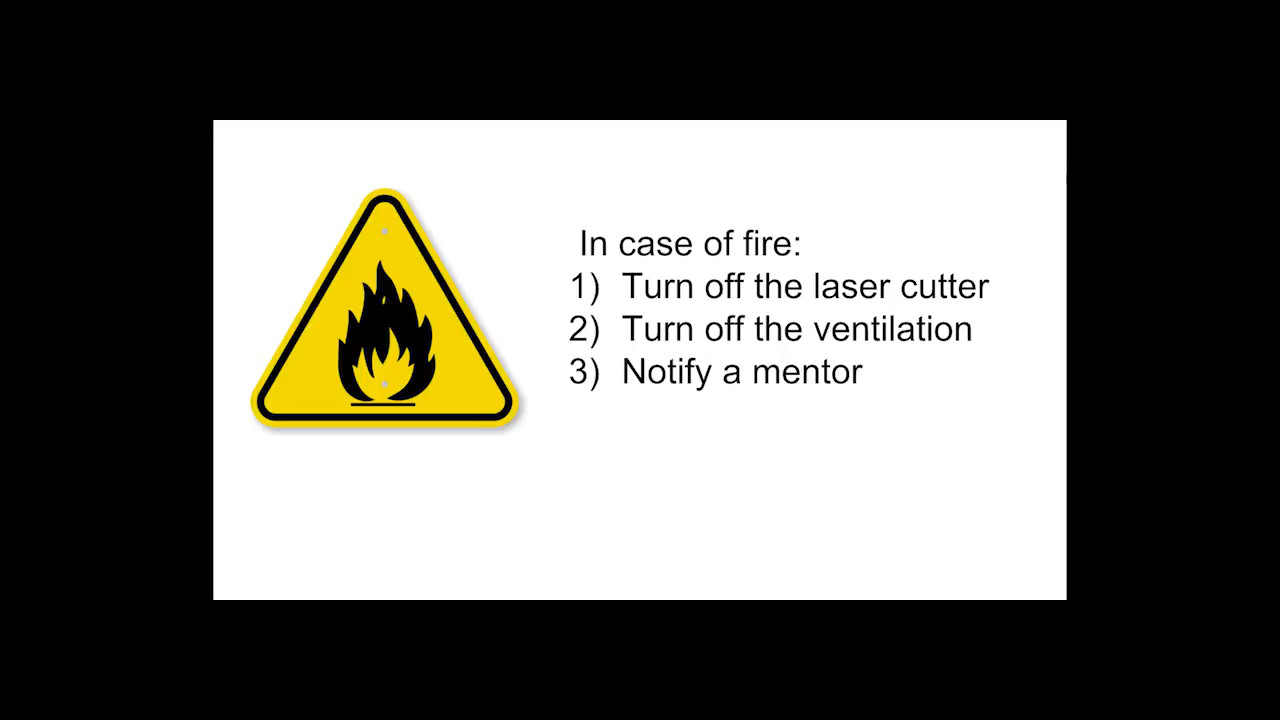 In case of fire:
1) Turn off the laser cutter
2) Turn off the ventilation
3) Notify a mentor